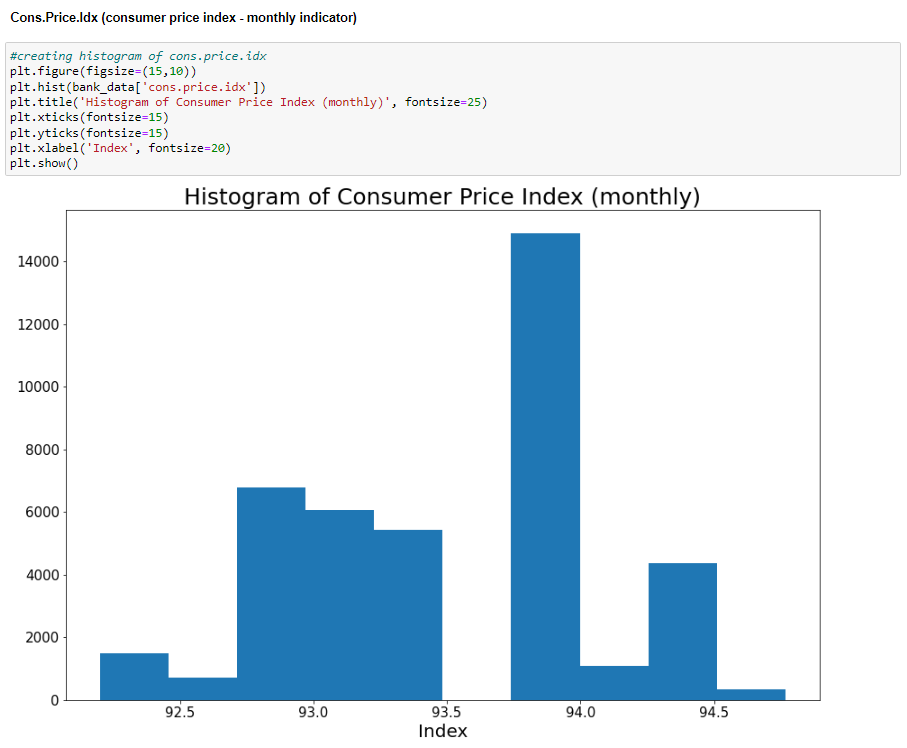 Cons.Price.Idx (consumer price index - monthly indicator)
#creating histogram of cons.price.idx
plt.figure(figsize=(15,10))
plt.hist(bank_data['cons.price.idx'])
plt.title('Histogram of Consumer Price Index (monthly)', fontsize=25)
plt.xticks(fontsize=15)
plt.yticks(fontsize=15)
plt.xlabel('Index', fontsize=20)
plt.show()
Histogram of Consumer Price Index (monthly)
14000
12000
10000
8000
6000
4000
2000
0
92.5 93.0 93.5 94.0 94.5
Index